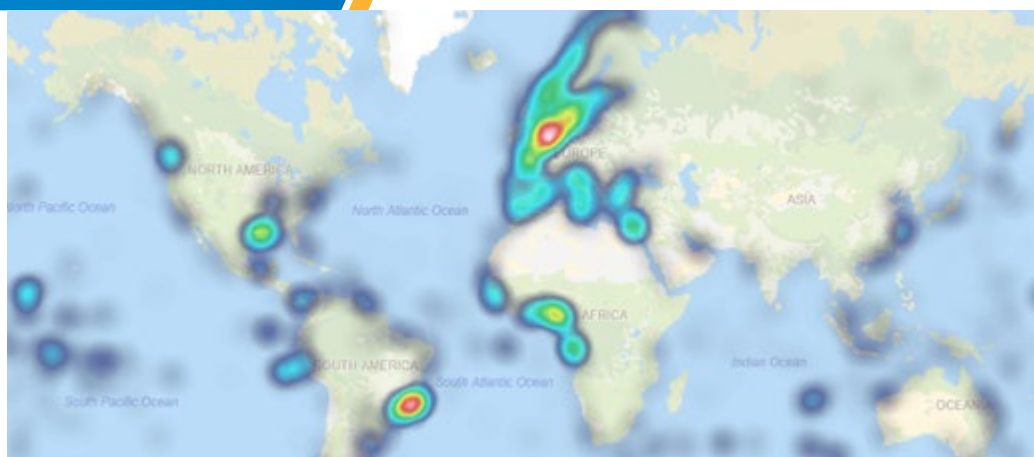 NORTH AMERICA
EUROPE
ASIA
North Pacific Ocean
North Atlantic Ocean
AFRICA
SOUTH AMERICA
Indian Ocean
South Atlantic Ocean
South Pacific Ocean
OCEANIA